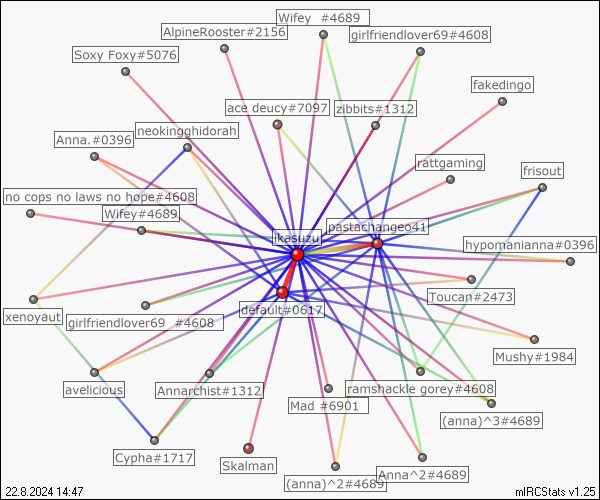 Wifey  #4689
AlpineRooster#2156
girlfriendlover69#4608
Soxy Foxy#5076
fakedingo
ace deucy#7097
zibbits#1312
neokingghidorah
Anna.#0396
rattgaming
frisout
no cops no laws no hope#4608
Wifey#4689
pastachangeo41
ikasuzu
hypomanianna#0396
Toucan#2473
default#0617
xenoyaut
girlfriendlover69  #4608
Mushy#1984
avelicious
Annarchist#1312
ramshackle gorey#4608
Mad #6901
(anna)^3#4689
Cypha#1717
Skalman
(anna)^2#4689
Anna^2#4689
22.8.2024 14:47
mIRCStats v1.25